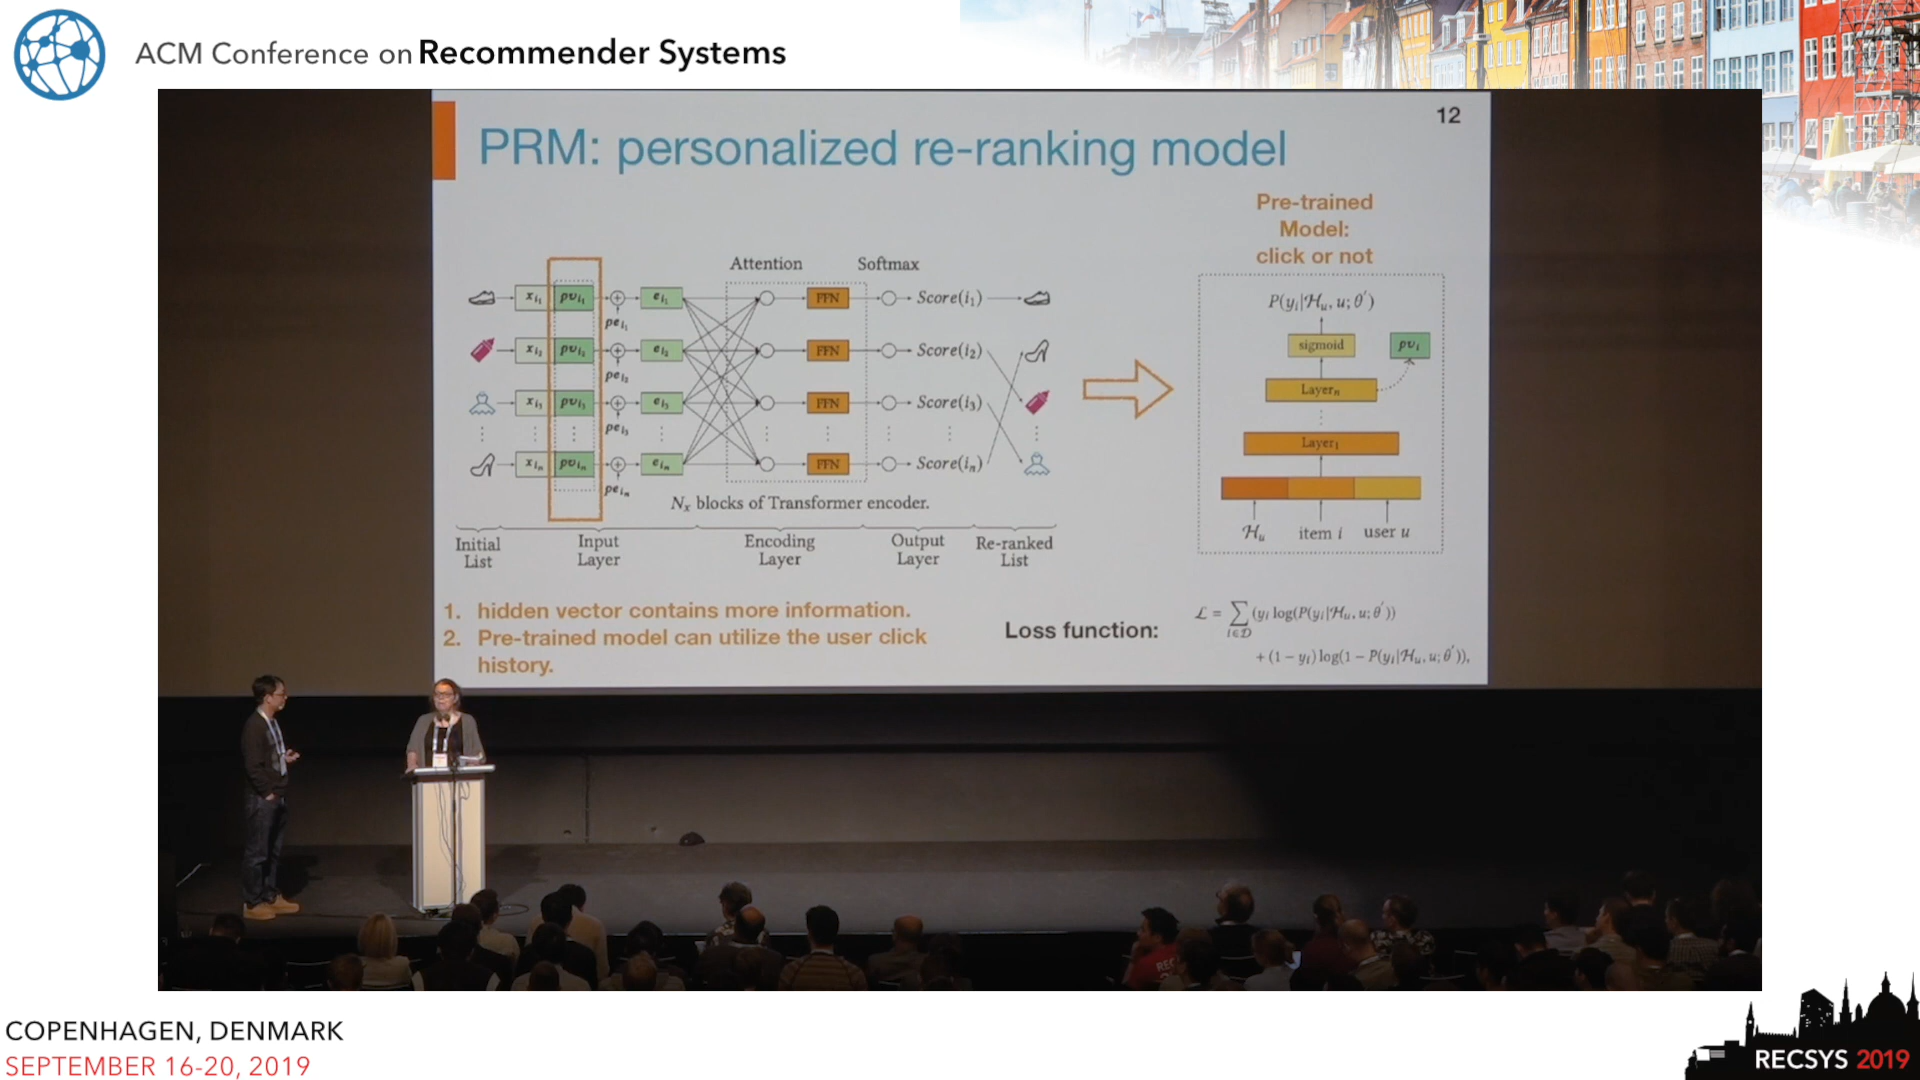 ACM Conference on Recommender Systems
12
PRM: personalized re-ranking model
Pre-trained
Model:
click or not
Attention
Softmax
x_{i_1} pv_{i_1} e_{i_1} FFN Score(i_1)
pe_{i_1}
x_{i_2} pv_{i_2} e_{i_2} FFN Score(i_2)
pe_{i_2}
x_{i_3} pv_{i_3} e_{i_3} FFN Score(i_3)
pe_{i_3}
x_{i_n} pv_{i_n} e_{i_n} FFN Score(i_n)
pe_{i_n}
N_x blocks of Transformer encoder.
Initial
List
Input
Layer
Encoding
Layer
Output
Layer
Re-ranked
List
P(y_i|ℋ_u, u; θ′)
sigmoid
pv_i
Layer_n
Layer_1
ℋ_u item i user u
1. hidden vector contains more information.
2. Pre-trained model can utilize the user click
history.
Loss function:
ℒ = ∑_{i∈𝒟} (y_i log(P(y_i|ℋ_u, u; θ′))
+ (1 − y_i) log(1 − P(y_i|ℋ_u, u; θ′)),
COPENHAGEN, DENMARK
SEPTEMBER 16-20, 2019
RECSYS 2019